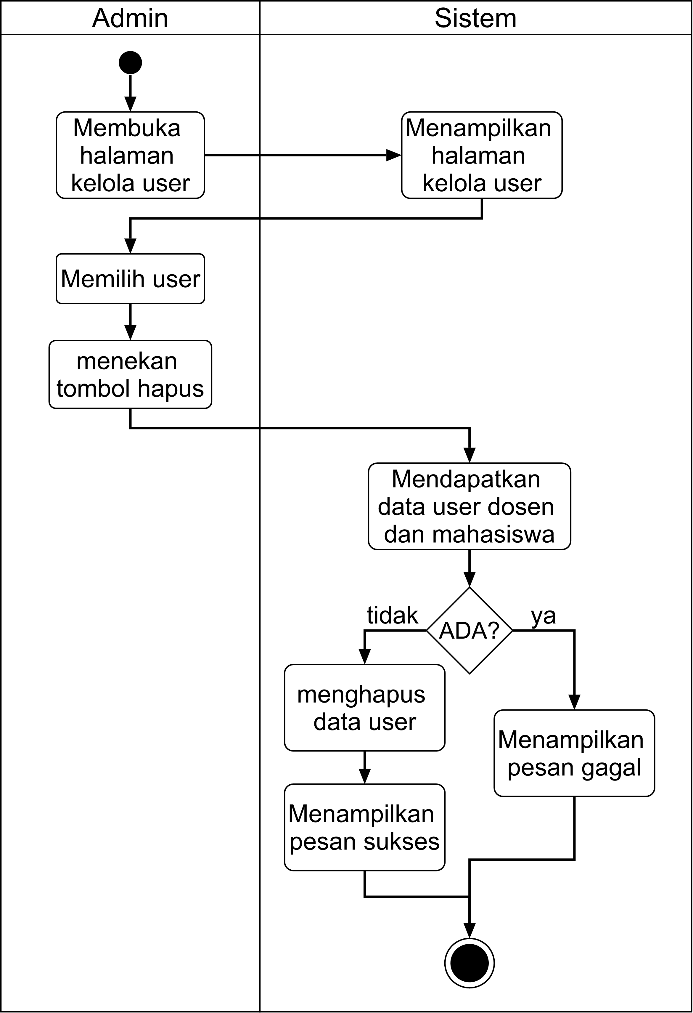 Admin
Sistem
Membuka
halaman
kelola user
Menampilkan
halaman
kelola user
Memilih user
menekan
tombol hapus
Mendapatkan
data user dosen
dan mahasiswa
tidak
ADA?
ya
menghapus
data user
Menampilkan
pesan gagal
Menampilkan
pesan sukses